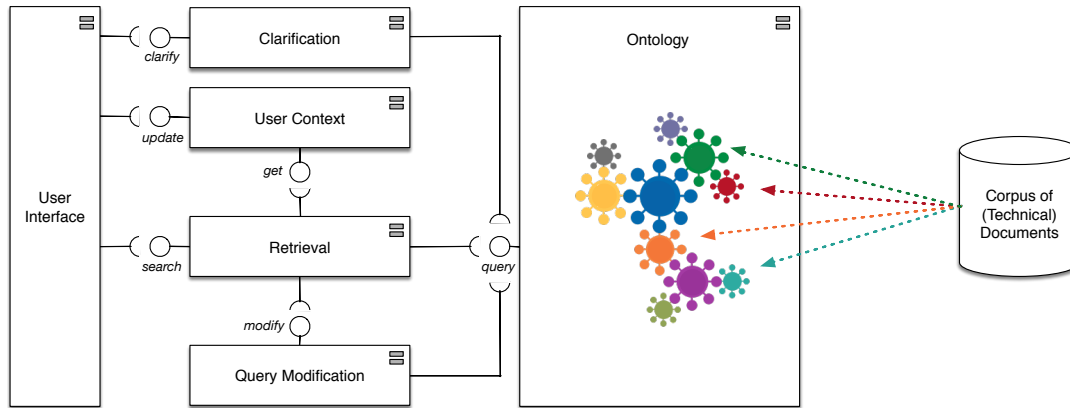 User
Interface
Clarification
clarify
User Context
update
get
Retrieval
search
query
modify
Query Modification
Ontology
Corpus of
(Technical)
Documents